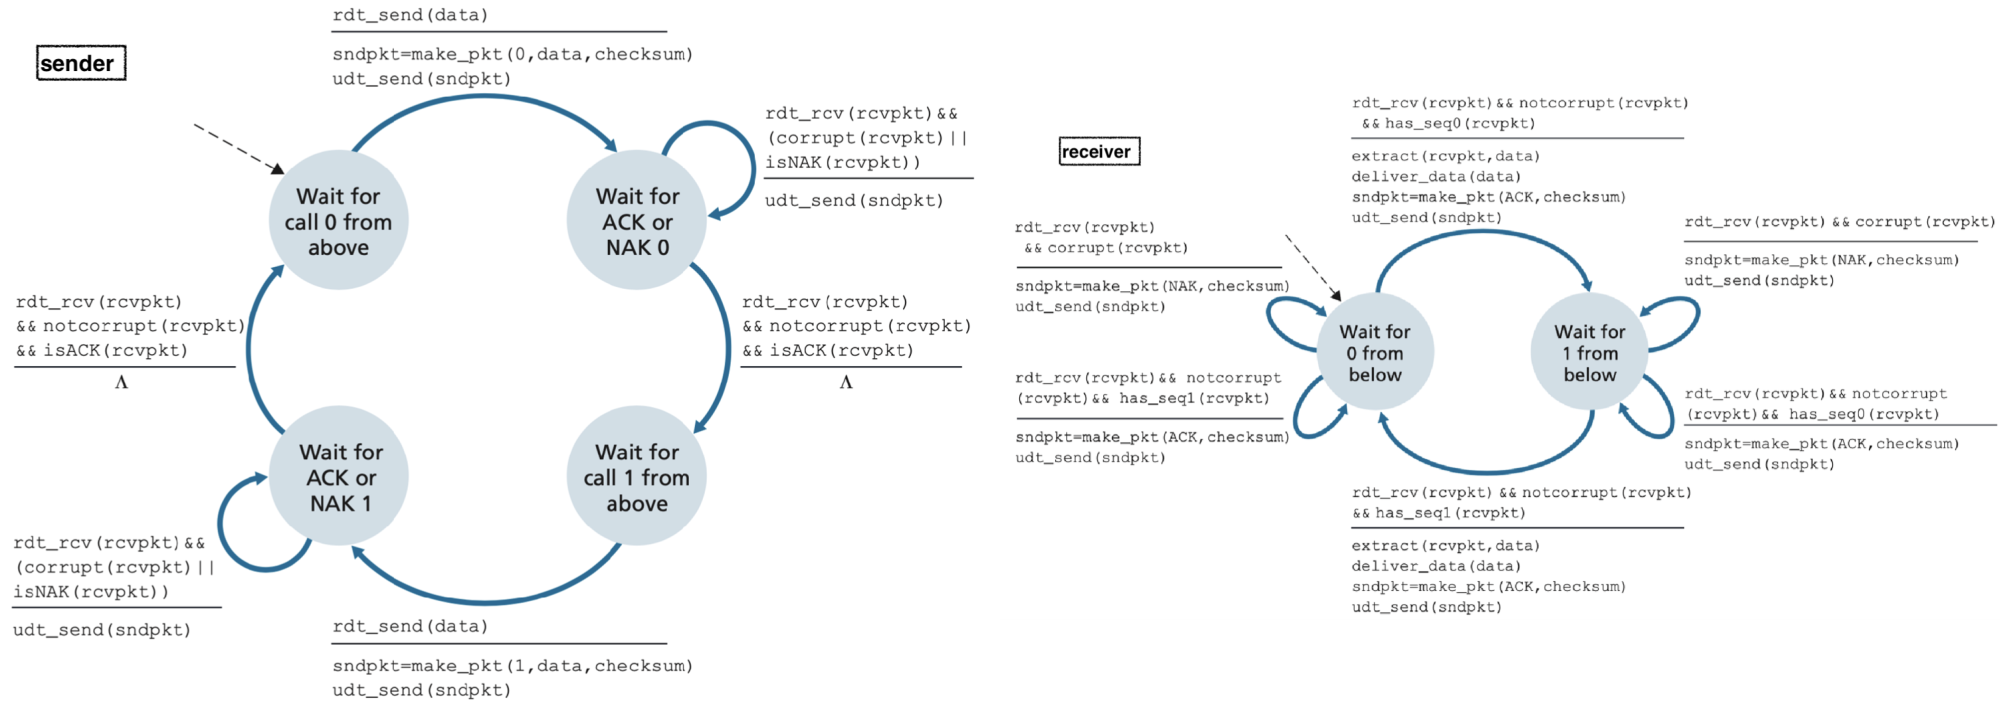 sender
rdt_send(data)
sndpkt=make_pkt(0,data,checksum)
udt_send(sndpkt)
Wait for
call 0 from
above
Wait for
ACK or
NAK 0
rdt_rcv(rcvpkt)&&
(corrupt(rcvpkt)||
isNAK(rcvpkt))
udt_send(sndpkt)
rdt_rcv(rcvpkt)
&& notcorrupt(rcvpkt)
&& isACK(rcvpkt)
Λ
rdt_rcv(rcvpkt)
&& notcorrupt(rcvpkt)
&& isACK(rcvpkt)
Λ
Wait for
ACK or
NAK 1
Wait for
call 1 from
above
rdt_rcv(rcvpkt)&&
(corrupt(rcvpkt)||
isNAK(rcvpkt))
udt_send(sndpkt)
rdt_send(data)
sndpkt=make_pkt(1,data,checksum)
udt_send(sndpkt)
receiver
rdt_rcv(rcvpkt)&& notcorrupt(rcvpkt)
&& has_seq0(rcvpkt)
extract(rcvpkt,data)
deliver_data(data)
sndpkt=make_pkt(ACK,checksum)
udt_send(sndpkt)
rdt_rcv(rcvpkt)
&& corrupt(rcvpkt)
sndpkt=make_pkt(NAK,checksum)
udt_send(sndpkt)
rdt_rcv(rcvpkt) && corrupt(rcvpkt)
sndpkt=make_pkt(NAK,checksum)
udt_send(sndpkt)
Wait for
0 from
below
Wait for
1 from
below
rdt_rcv(rcvpkt)&& notcorrupt
(rcvpkt)&& has_seq1(rcvpkt)
sndpkt=make_pkt(ACK,checksum)
udt_send(sndpkt)
rdt_rcv(rcvpkt)&& notcorrupt
(rcvpkt)&& has_seq0(rcvpkt)
sndpkt=make_pkt(ACK,checksum)
udt_send(sndpkt)
rdt_rcv(rcvpkt) && notcorrupt(rcvpkt)
&& has_seq1(rcvpkt)
extract(rcvpkt,data)
deliver_data(data)
sndpkt=make_pkt(ACK,checksum)
udt_send(sndpkt)